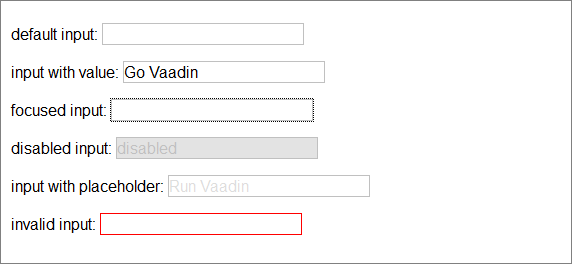 default input:
input with value: Go Vaadin
focused input:
disabled input: disabled
input with placeholder: Run Vaadin
invalid input: